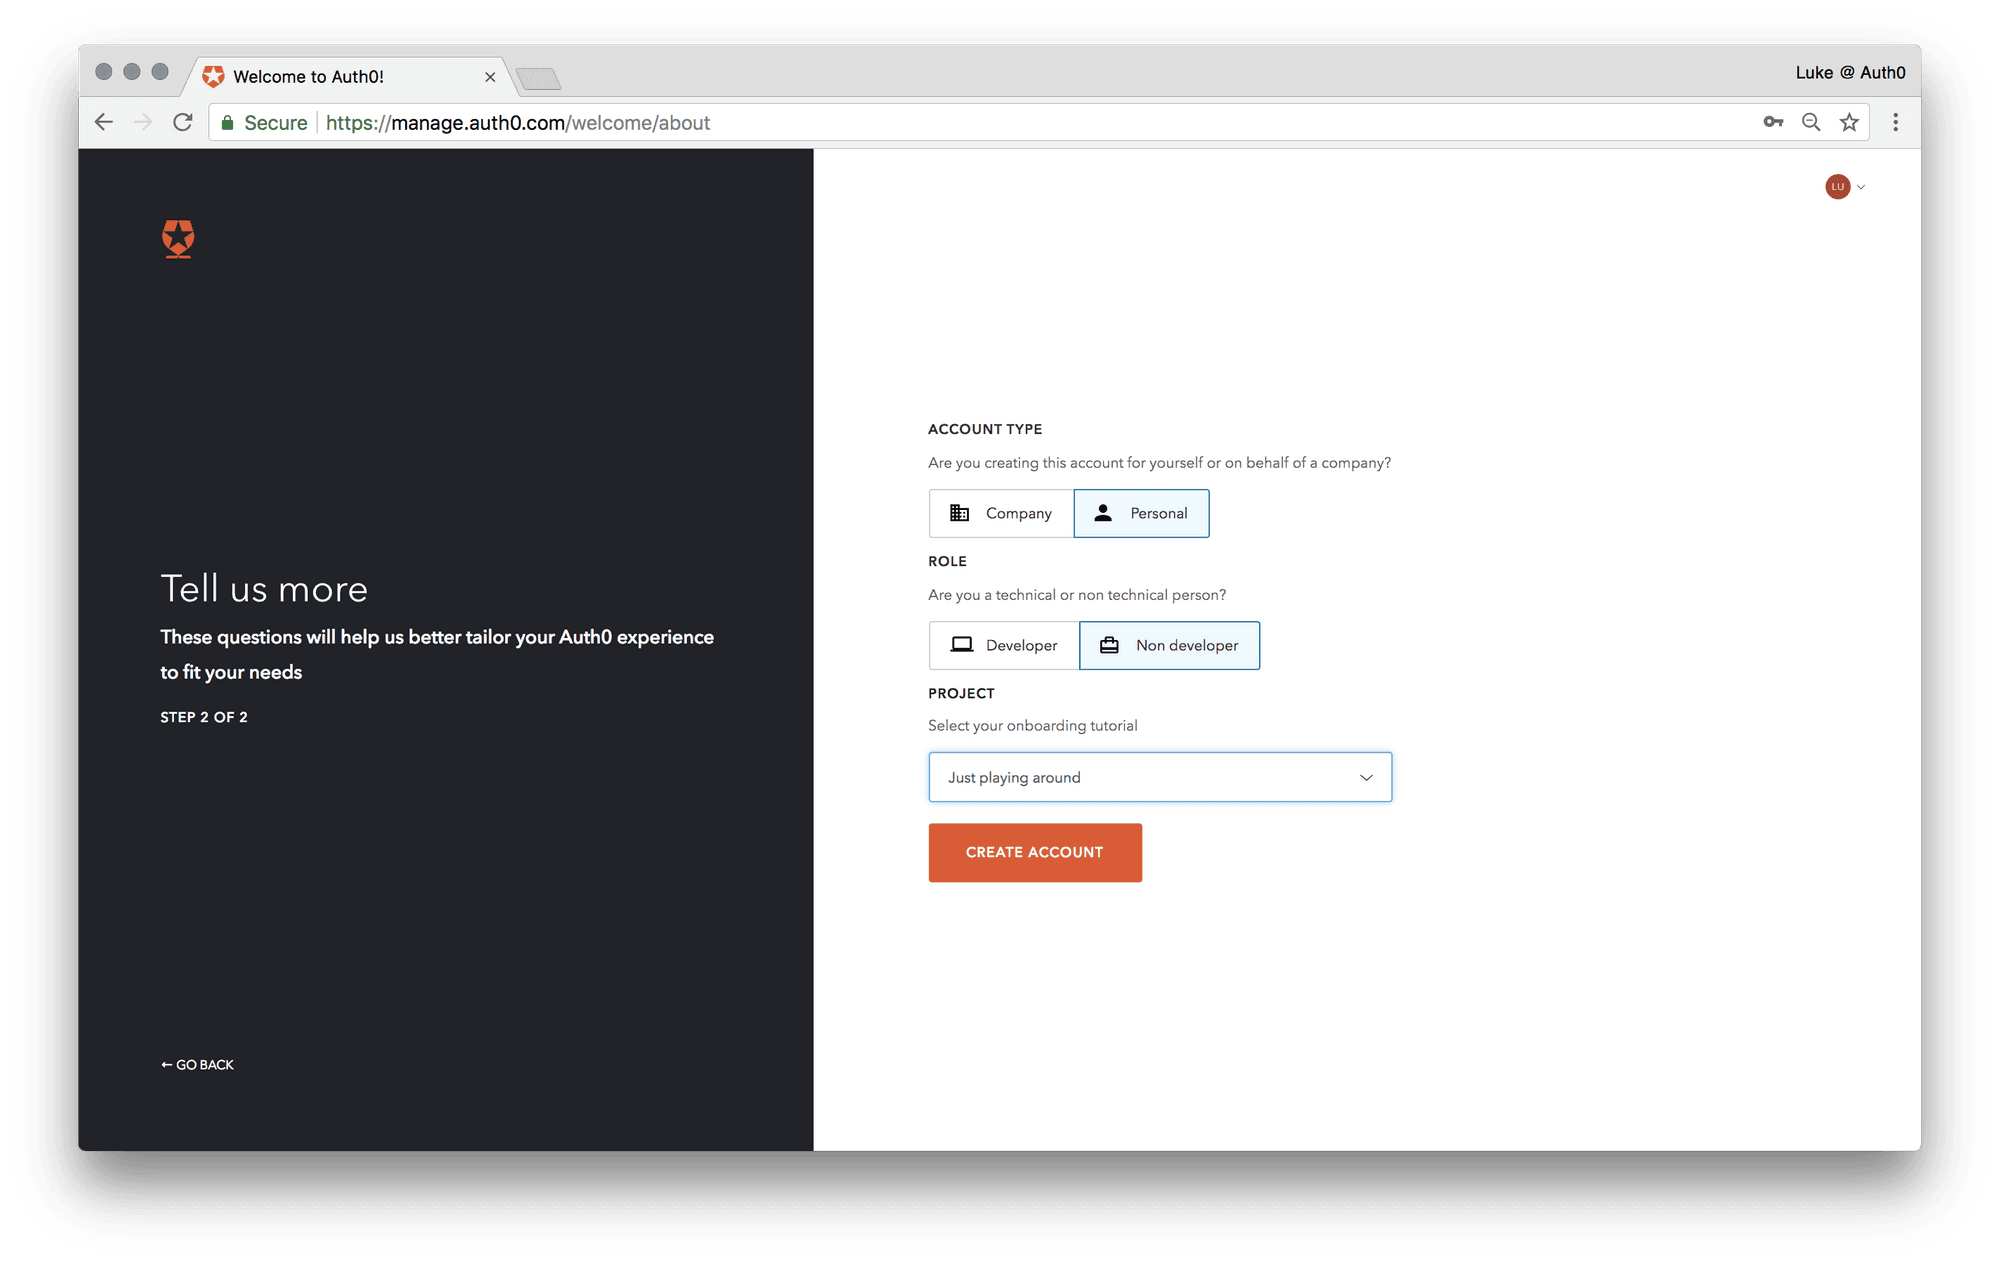 Welcome to Auth0!
Luke @ Auth0
Secure
https://manage.auth0.com/welcome/about
LU
Tell us more
These questions will help us better tailor your Auth0 experience
to fit your needs
STEP 2 OF 2
← GO BACK
ACCOUNT TYPE
Are you creating this account for yourself or on behalf of a company?
Company
Personal
ROLE
Are you a technical or non technical person?
Developer
Non developer
PROJECT
Select your onboarding tutorial
Just playing around
CREATE ACCOUNT